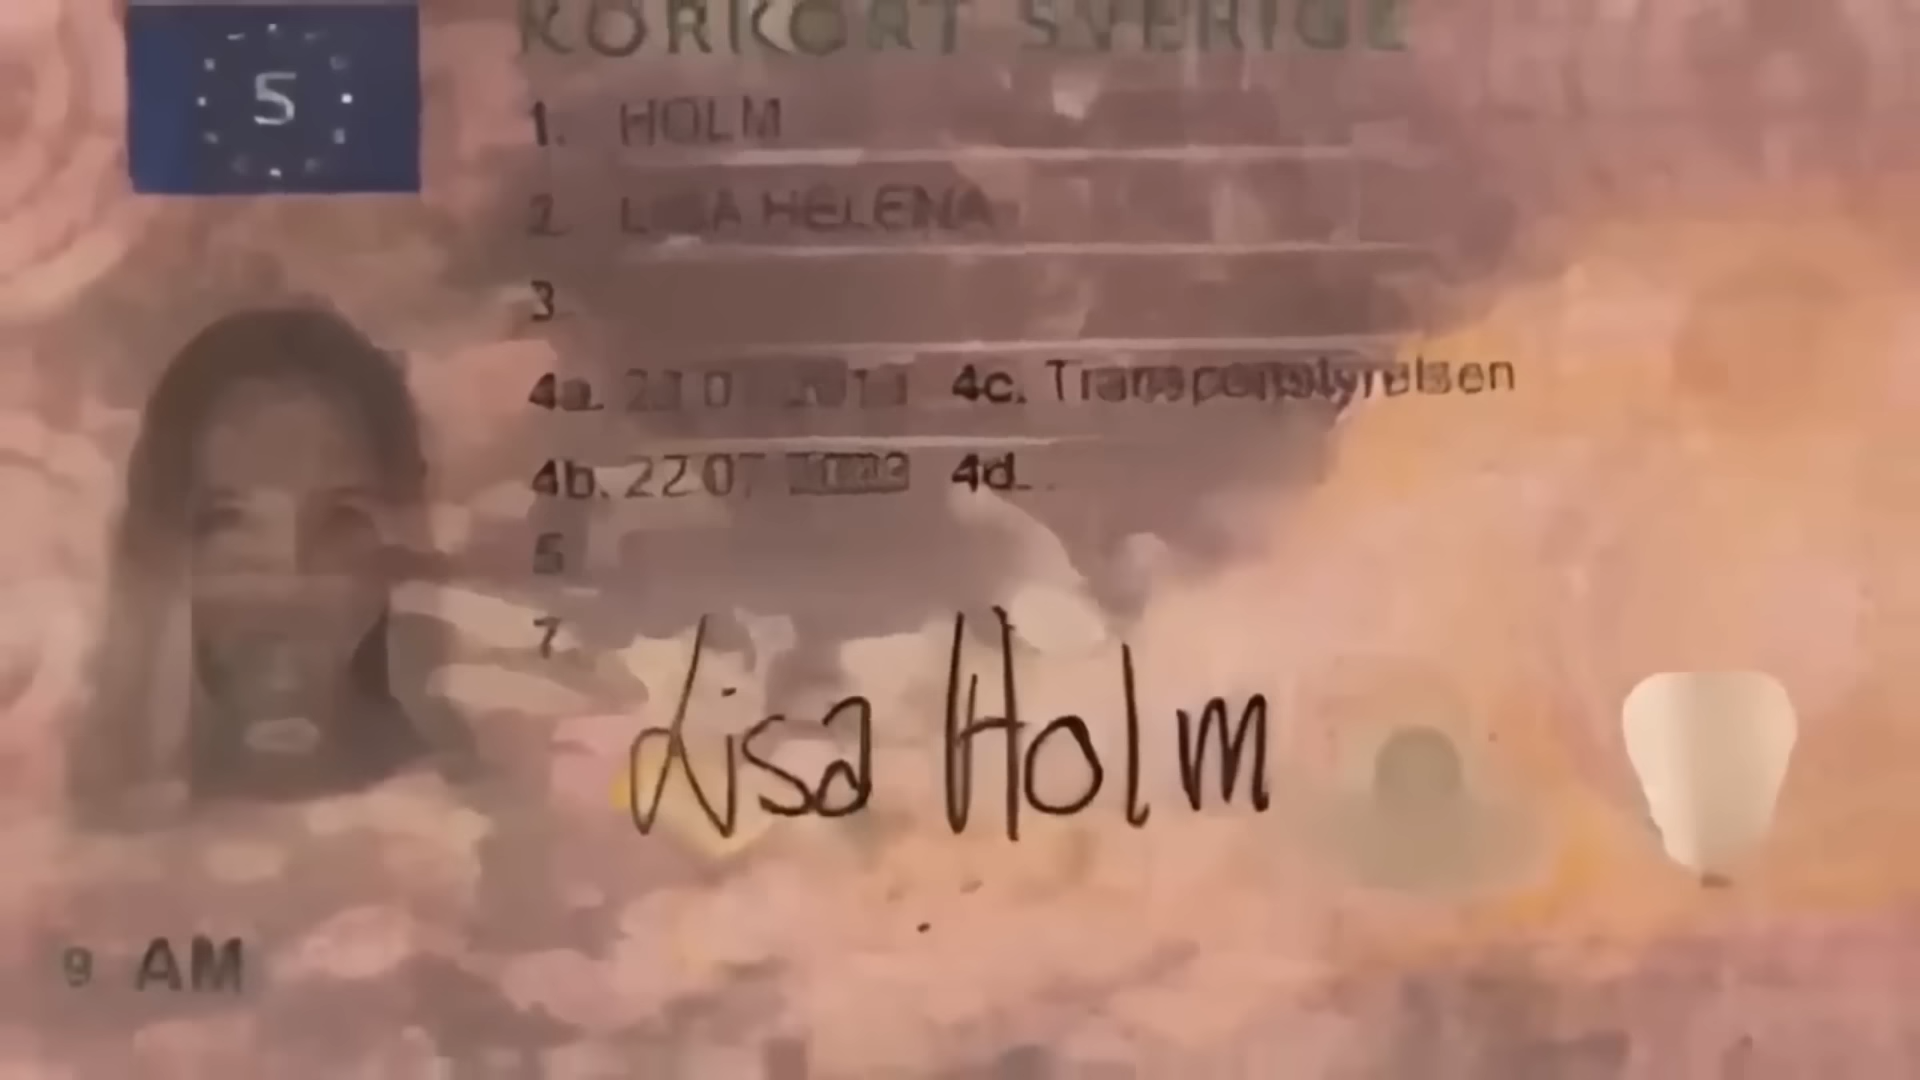 S
KÖRKORT SVERIGE
1. HOLM
2 LISA HELENA
3
4a. 4c. Transportstyrelsen
4b. 4d.
5
7 Lisa Holm
9 AM